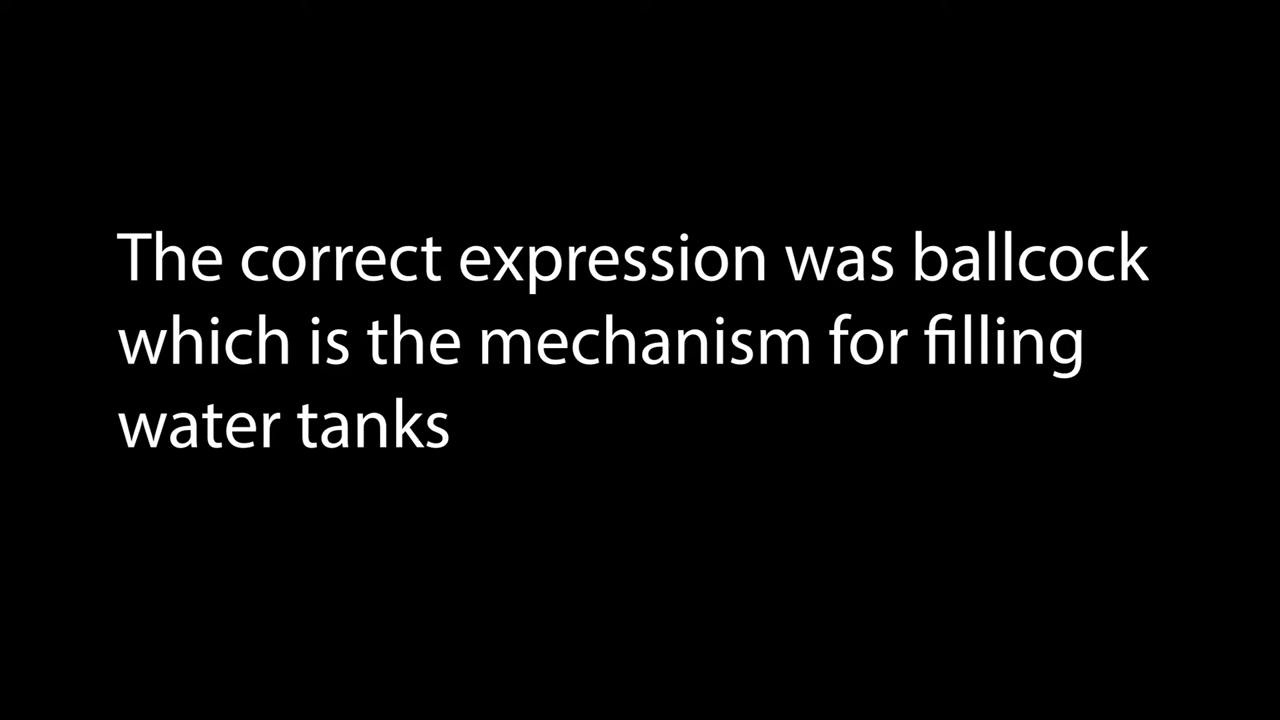 The correct expression was ballcock
which is the mechanism for filling
water tanks